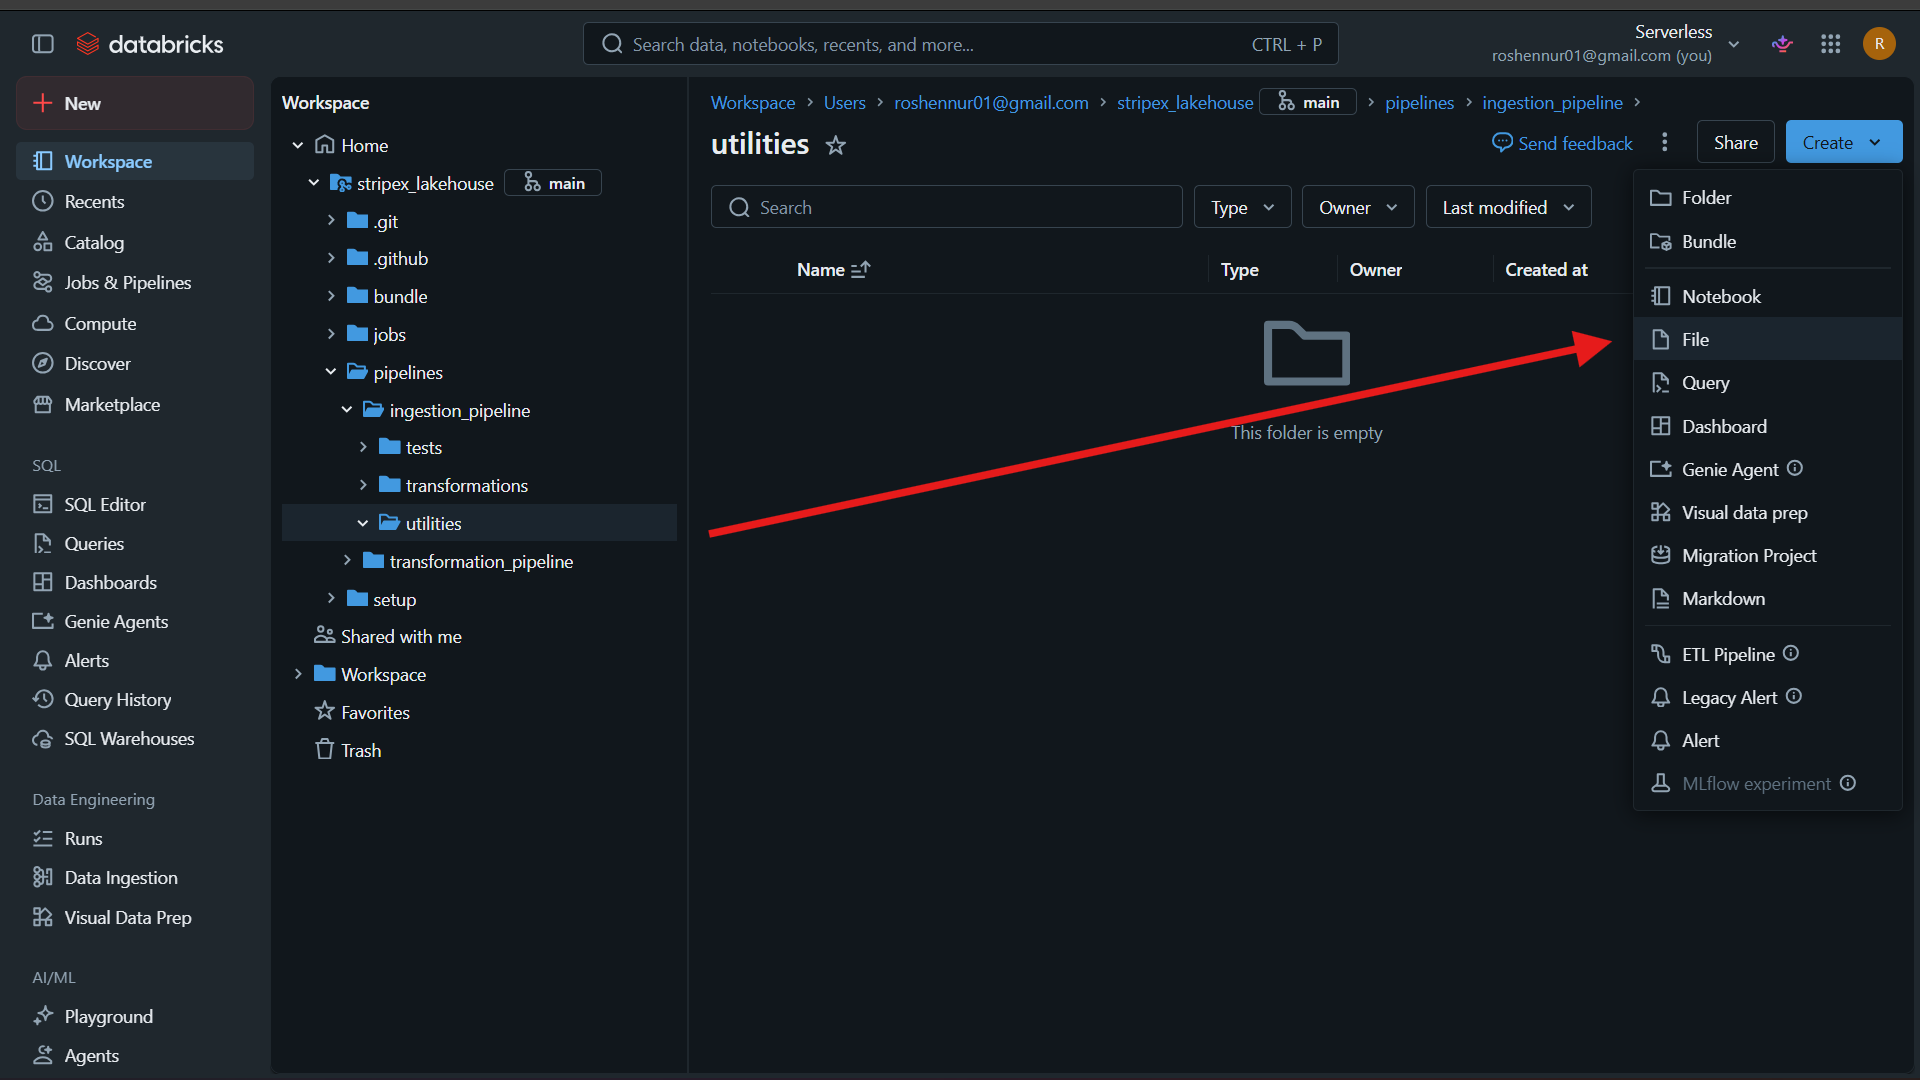 databricks
Search data, notebooks, recents, and more...
CTRL + P
Serverless
roshennur01@gmail.com (you)
R
New
Workspace
Recents
Catalog
Jobs & Pipelines
Compute
Discover
Marketplace
SQL
SQL Editor
Queries
Dashboards
Genie Agents
Alerts
Query History
SQL Warehouses
Data Engineering
Runs
Data Ingestion
Visual Data Prep
AI/ML
Playground
Agents
Workspace
Home
stripex_lakehouse main
.git
.github
bundle
jobs
pipelines
ingestion_pipeline
tests
transformations
utilities
transformation_pipeline
setup
Shared with me
Workspace
Favorites
Trash
Workspace > Users > roshennur01@gmail.com > stripex_lakehouse main > pipelines > ingestion_pipeline >
utilities
Send feedback
Share
Create
Search
Type
Owner
Last modified
Name Type Owner Created at
This folder is empty
Folder
Bundle
Notebook
File
Query
Dashboard
Genie Agent
Visual data prep
Migration Project
Markdown
ETL Pipeline
Legacy Alert
Alert
MLflow experiment